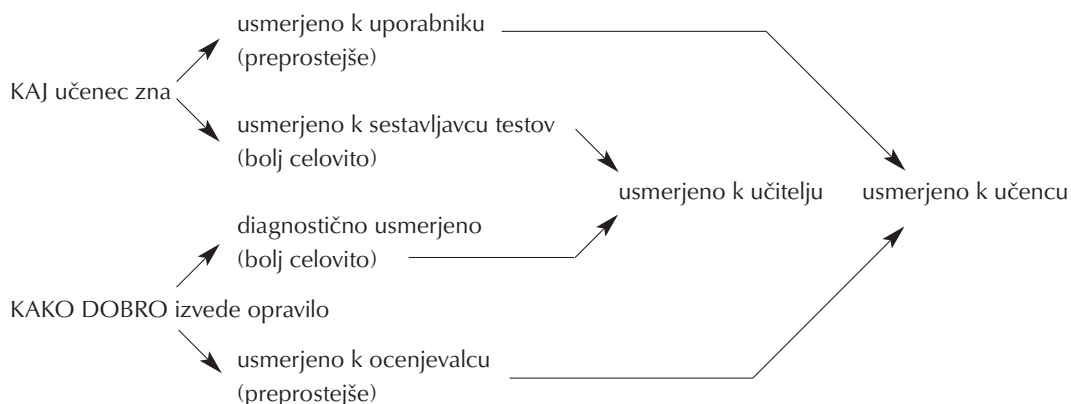 usmerjeno k uporabniku
(preprostejše)
KAJ učenec zna
usmerjeno k sestavljavcu testov
(bolj celovito)
usmerjeno k učitelju
usmerjeno k učencu
diagnostično usmerjeno
(bolj celovito)
KAKO DOBRO izvede opravilo
usmerjeno k ocenjevalcu
(preprostejše)